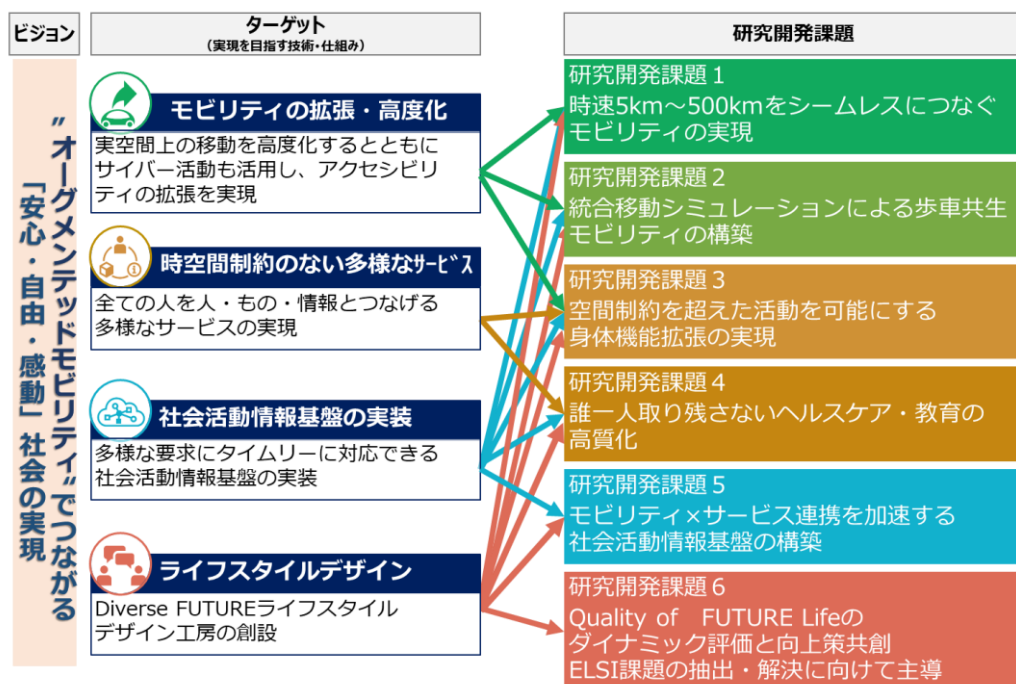 ビジョン
"オーグメンテッドモビリティ"でつながる
「安心・自由・感動」社会の実現
ターゲット
(実現を目指す技術・仕組み)
モビリティの拡張・高度化
実空間上の移動を高度化するとともに
サイバー活動も活用し、アクセシビリ
ティの拡張を実現
時空間制約のない多様なｻｰﾋﾞｽ
全ての人を人・もの・情報とつなげる
多様なサービスの実現
社会活動情報基盤の実装
多様な要求にタイムリーに対応できる
社会活動情報基盤の実装
ライフスタイルデザイン
Diverse FUTUREライフスタイル
デザイン工房の創設
研究開発課題
研究開発課題１
時速5km～500kmをシームレスにつなぐ
モビリティの実現
研究開発課題２
統合移動シミュレーションによる歩車共生
モビリティの構築
研究開発課題３
空間制約を超えた活動を可能にする
身体機能拡張の実現
研究開発課題４
誰一人取り残さないヘルスケア・教育の
高質化
研究開発課題５
モビリティ×サービス連携を加速する
社会活動情報基盤の構築
研究開発課題６
Quality of　FUTURE Lifeの
ダイナミック評価と向上策共創
ELSI課題の抽出・解決に向けて主導